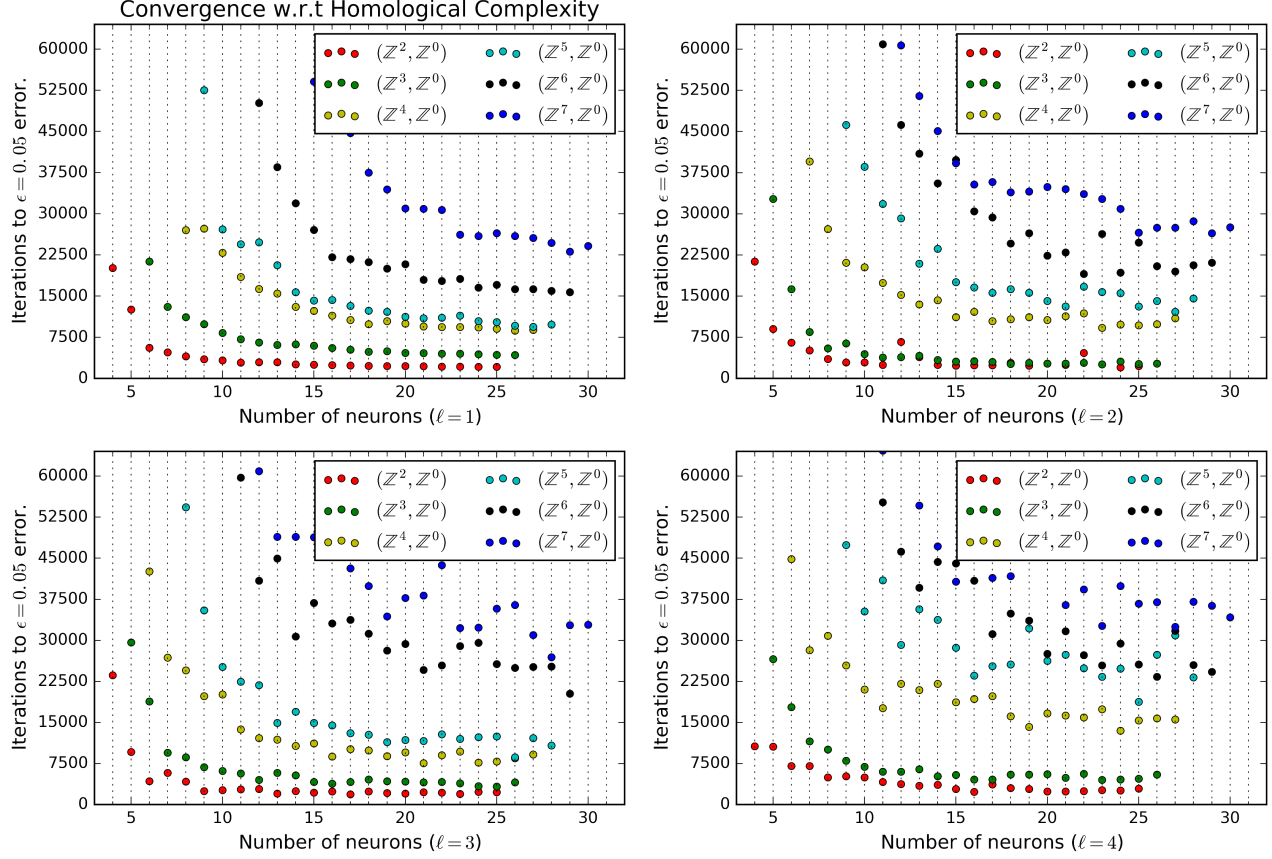 Convergence w.r.t Homological Complexity
Iterations to ϵ = 0.05 error.
60000
52500
45000
37500
30000
22500
15000
7500
0
(ℤ², ℤ⁰) (ℤ⁵, ℤ⁰)
(ℤ³, ℤ⁰) (ℤ⁶, ℤ⁰)
(ℤ⁴, ℤ⁰) (ℤ⁷, ℤ⁰)
5 10 15 20 25 30
Number of neurons (ℓ = 1)
Iterations to ϵ = 0.05 error.
60000
52500
45000
37500
30000
22500
15000
7500
0
(ℤ², ℤ⁰) (ℤ⁵, ℤ⁰)
(ℤ³, ℤ⁰) (ℤ⁶, ℤ⁰)
(ℤ⁴, ℤ⁰) (ℤ⁷, ℤ⁰)
5 10 15 20 25 30
Number of neurons (ℓ = 2)
Iterations to ϵ = 0.05 error.
60000
52500
45000
37500
30000
22500
15000
7500
0
(ℤ², ℤ⁰) (ℤ⁵, ℤ⁰)
(ℤ³, ℤ⁰) (ℤ⁶, ℤ⁰)
(ℤ⁴, ℤ⁰) (ℤ⁷, ℤ⁰)
5 10 15 20 25 30
Number of neurons (ℓ = 3)
Iterations to ϵ = 0.05 error.
60000
52500
45000
37500
30000
22500
15000
7500
0
(ℤ², ℤ⁰) (ℤ⁵, ℤ⁰)
(ℤ³, ℤ⁰) (ℤ⁶, ℤ⁰)
(ℤ⁴, ℤ⁰) (ℤ⁷, ℤ⁰)
5 10 15 20 25 30
Number of neurons (ℓ = 4)